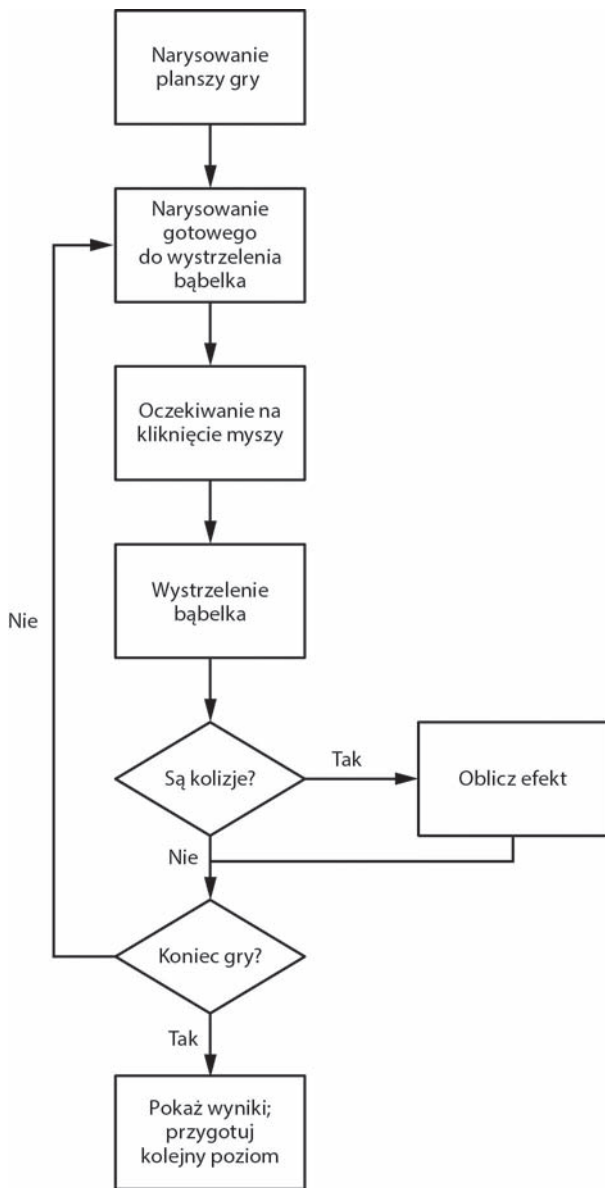 Narysowanie
planszy gry
Narysowanie
gotowego
do wystrzelenia
bąbelka
Oczekiwanie na
kliknięcie myszy
Wystrzelenie
bąbelka
Nie
Są kolizje?
Tak
Oblicz efekt
Nie
Koniec gry?
Tak
Pokaż wyniki;
przygotuj
kolejny poziom